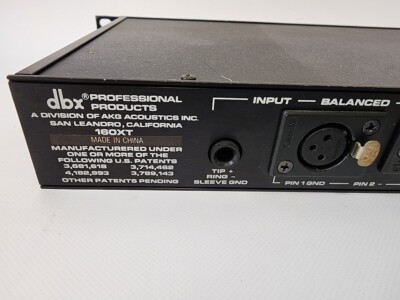 dbx® PROFESSIONAL
PRODUCTS
A DIVISION OF AKG ACOUSTICS INC.
SAN LEANDRO, CALIFORNIA
160XT
MADE IN CHINA
MANUFACTURERED UNDER
ONE OR MORE OF THE
FOLLOWING U.S. PATENTS
3,681,618 3,714,462
4,182,993 3,789,143
OTHER PATENTS PENDING
INPUT - BALANCED
TIP +
RING -
SLEEVE GND
PIN 1 GND
PIN 2 -